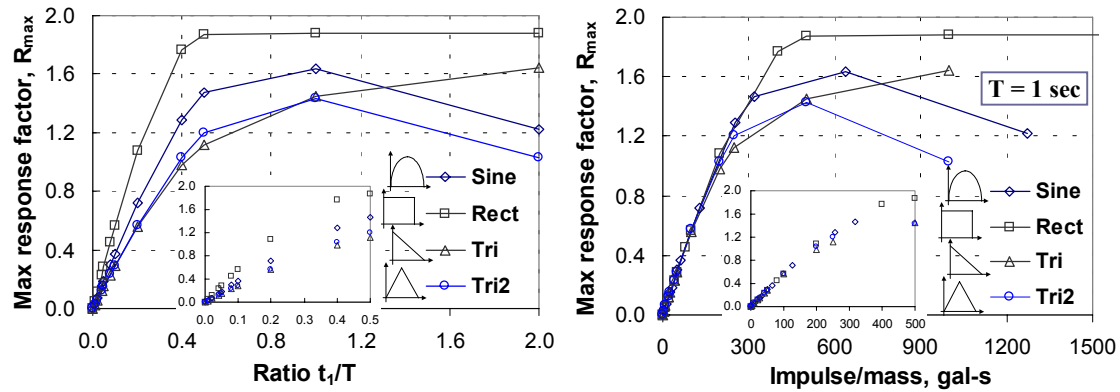 Max response factor, Rmax
2.0
1.6
1.2
0.8
0.4
0.0
0.0 0.4 0.8 1.2 1.6 2.0
Ratio t1/T
Sine
Rect
Tri
Tri2
2.0
1.6
1.2
0.8
0.4
0.0
0.0 0.1 0.2 0.3 0.4 0.5
Max response factor, Rmax
2.0
1.6
1.2
0.8
0.4
0.0
0 300 600 900 1200 1500
Impulse/mass, gal-s
T = 1 sec
Sine
Rect
Tri
Tri2
2.0
1.6
1.2
0.8
0.4
0.0
0 100 200 300 400 500